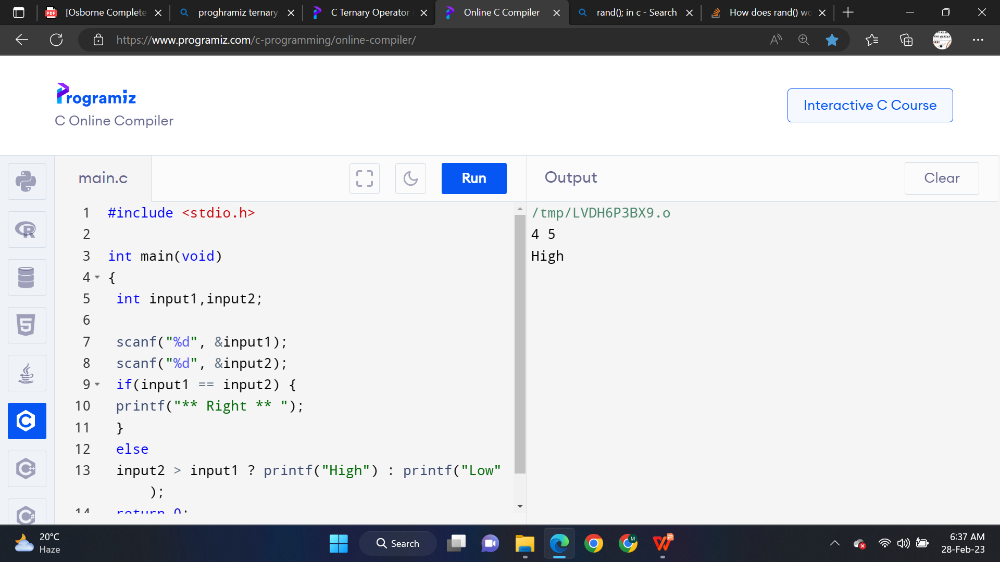 [Osborne Complete
proghramiz ternary
C Ternary Operator
Online C Compiler
rand(); in c - Search
How does rand() wo
https://www.programiz.com/c-programming/online-compiler/
Programiz
C Online Compiler
Interactive C Course
main.c
Run
Output
Clear
1 #include <stdio.h>
2
3 int main(void)
4 {
5 int input1,input2;
6
7 scanf("%d", &input1);
8 scanf("%d", &input2);
9 if(input1 == input2) {
10 printf("** Right ** ");
11 }
12 else
13 input2 > input1 ? printf("High") : printf("Low"
);
14 return 0;
/tmp/LVDH6P3BX9.o
4 5
High
20°C
Haze
Search
6:37 AM
28-Feb-23